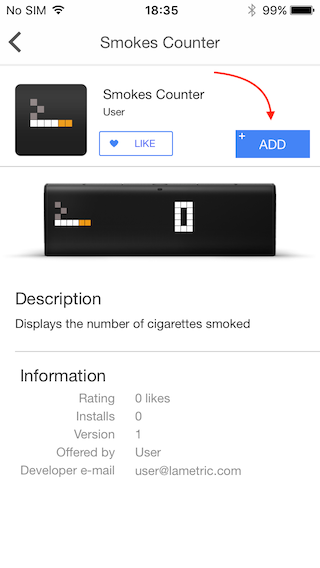 No SIM 18:35 99%
Smokes Counter
Smokes Counter
User
LIKE
+ ADD
0
Description
Displays the number of cigarettes smoked
Information
Rating 0 likes
Installs 0
Version 1
Offered by User
Developer e-mail user@lametric.com